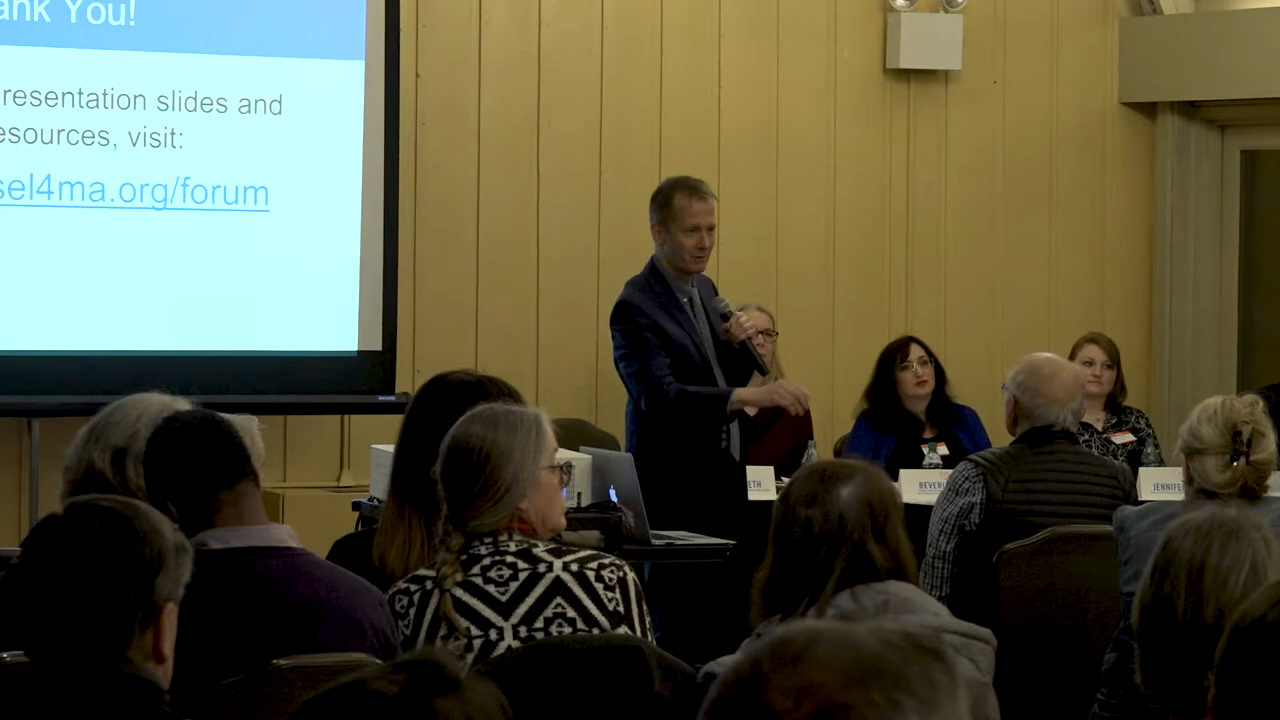 ank You!
resentation slides and
esources, visit:
sel4ma.org/forum
ETH
BEVERL
JENNIFE